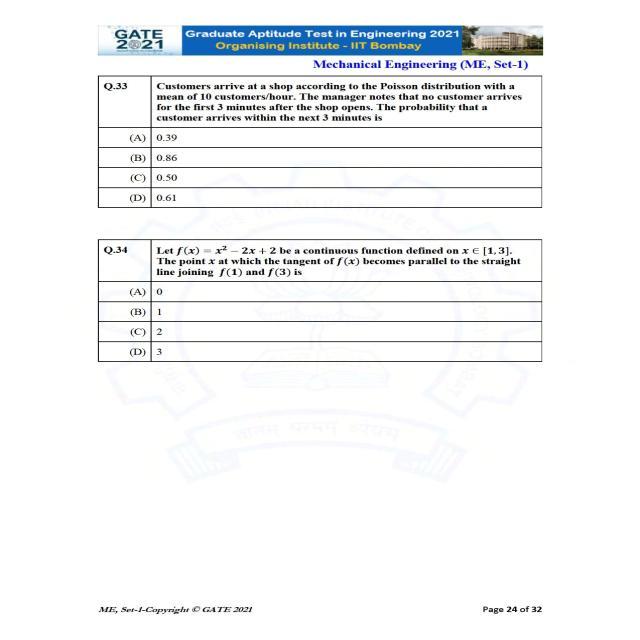 GATE
2021
Graduate Aptitude Test in Engineering 2021
Organising Institute - IIT Bombay
Mechanical Engineering (ME, Set-1)
Q.33 Customers arrive at a shop according to the Poisson distribution with a
mean of 10 customers/hour. The manager notes that no customer arrives
for the first 3 minutes after the shop opens. The probability that a
customer arrives within the next 3 minutes is
(A) 0.39
(B) 0.86
(C) 0.50
(D) 0.61
Q.34 Let f(x) = x² − 2x + 2 be a continuous function defined on x ∈ [1, 3].
The point x at which the tangent of f(x) becomes parallel to the straight
line joining f(1) and f(3) is
(A) 0
(B) 1
(C) 2
(D) 3
ME, Set-1-Copyright © GATE 2021
Page 24 of 32